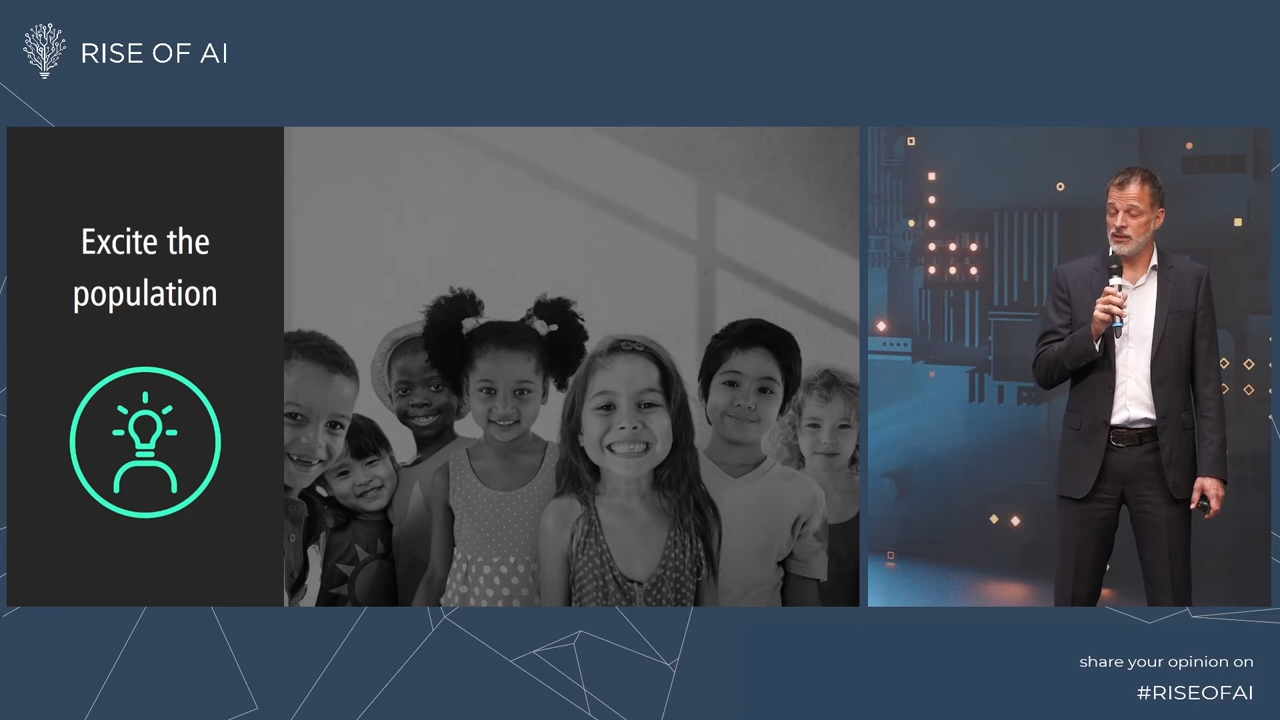 RISE OF AI
Excite the
population
share your opinion on
#RISEOFAI